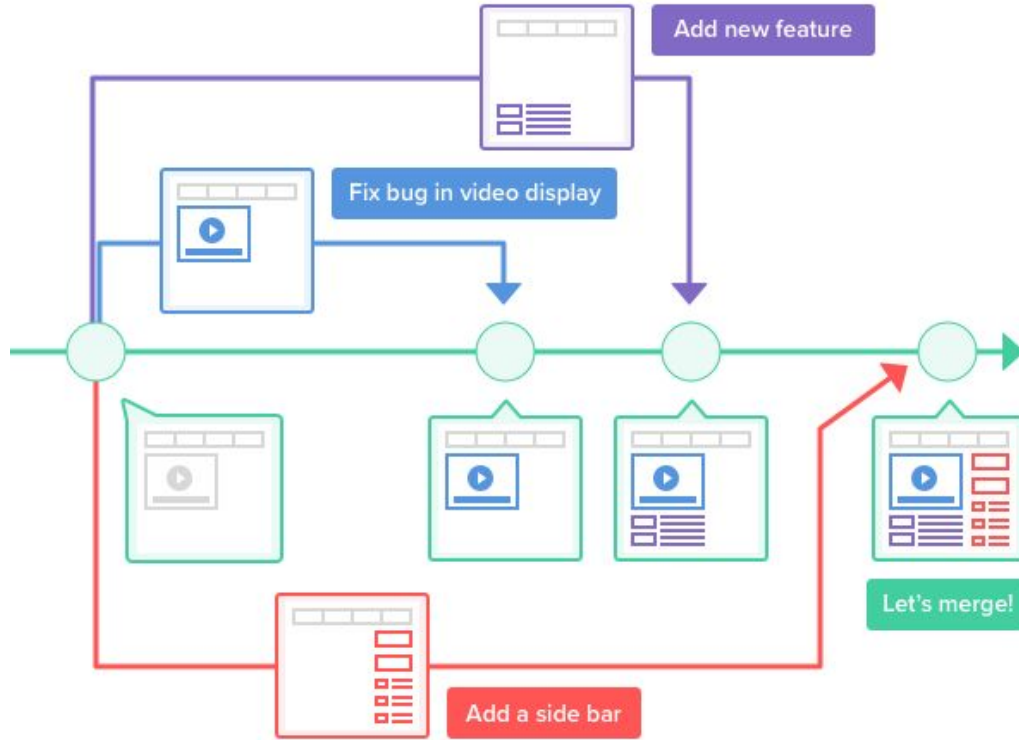 Add new feature
Fix bug in video display
Let's merge!
Add a side bar